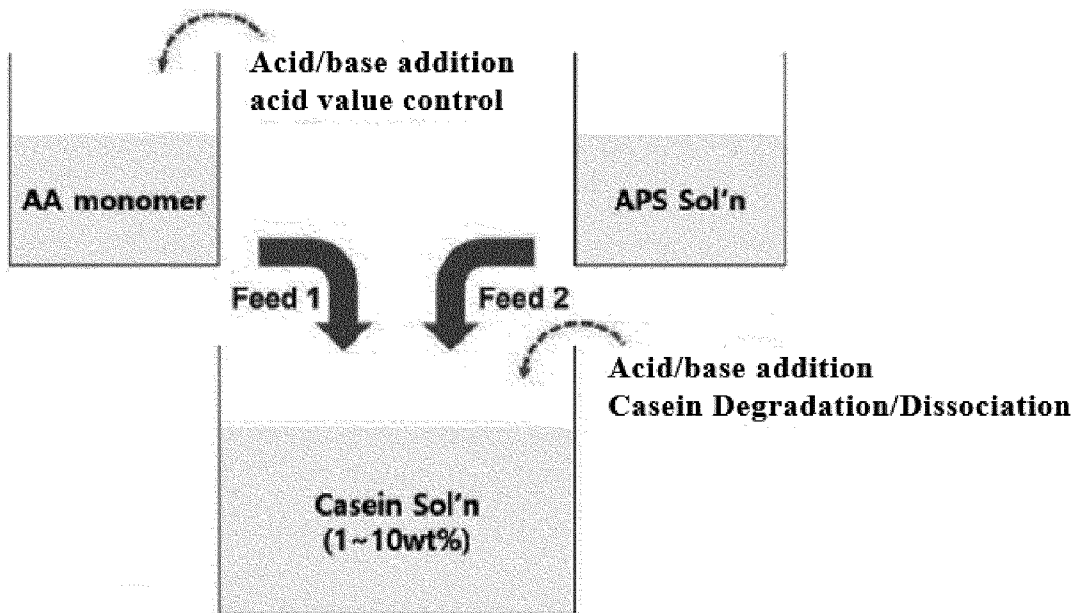 Acid/base addition
acid value control
AA monomer
APS Sol'n
Feed 1
Feed 2
Acid/base addition
Casein Degradation/Dissociation
Casein Sol'n
(1~10wt%)